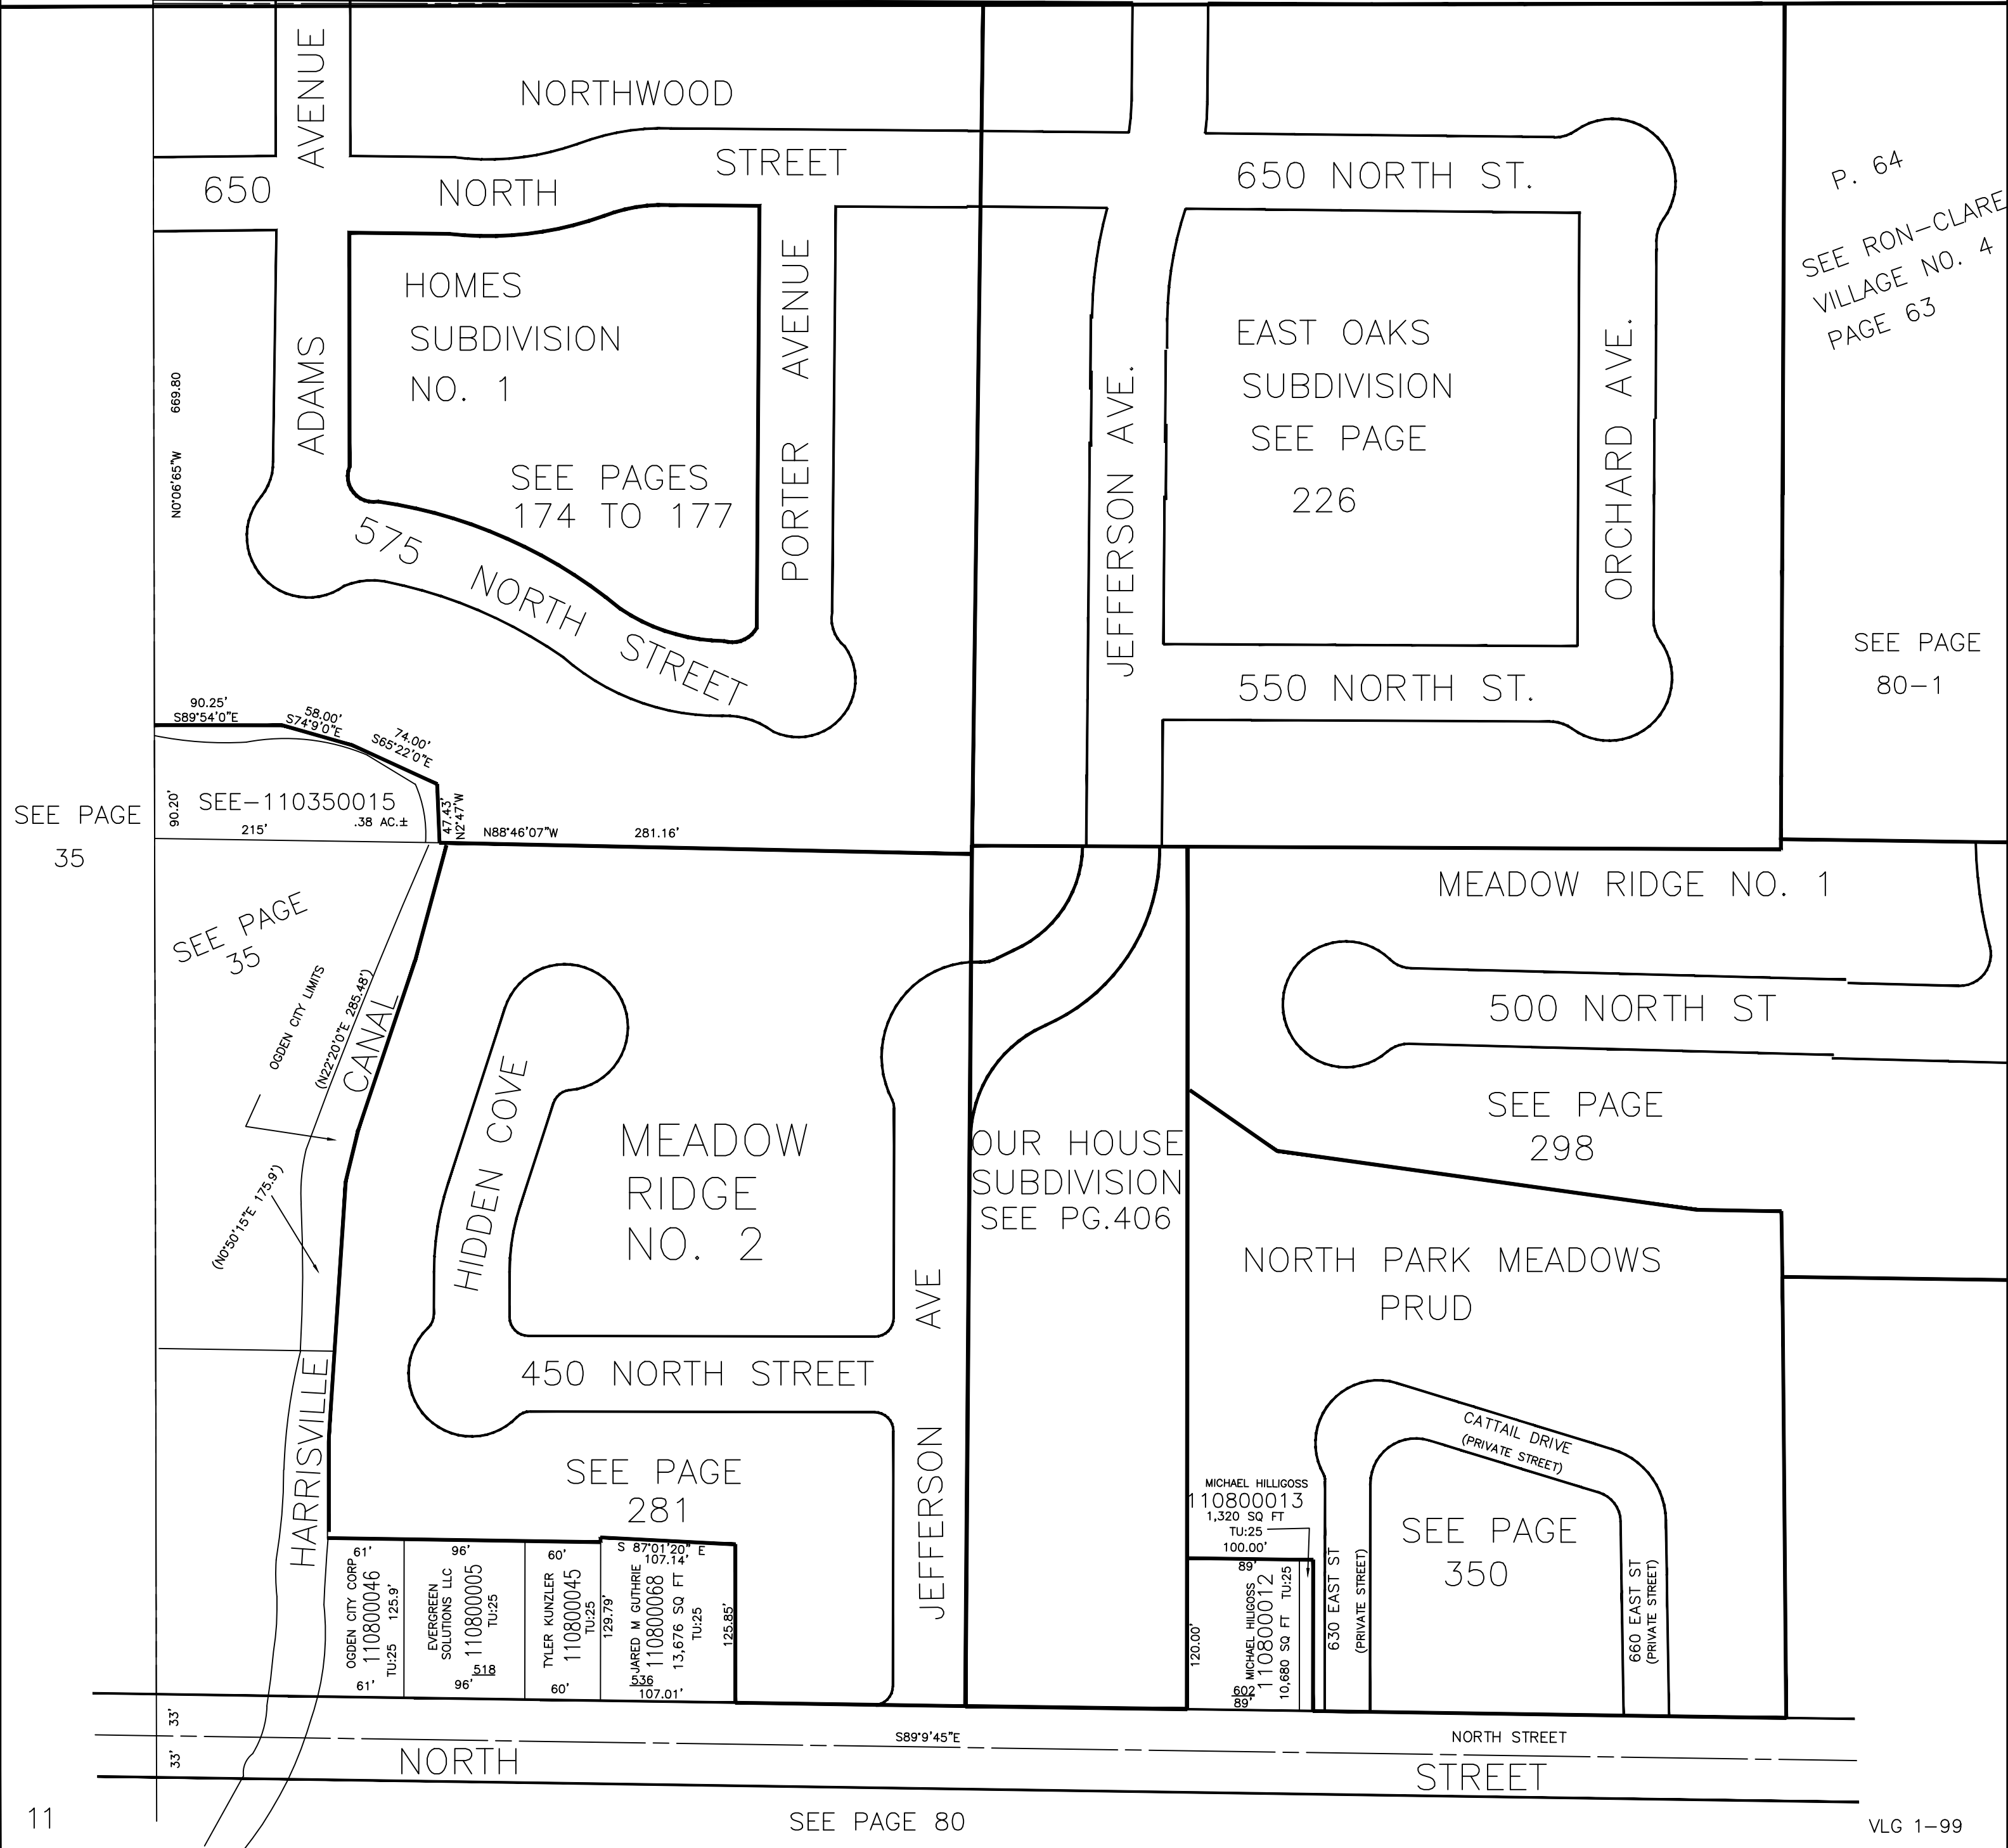 AVENUE
NORTHWOOD
STREET
650
NORTH
650 NORTH ST.
P. 64
SEE RON-CLARE
VILLAGE NO. 4
PAGE 63
HOMES
SUBDIVISION
NO. 1
SEE PAGES
174 TO 177
ADAMS
PORTER AVENUE
575 NORTH STREET
N0°06'65"W 669.80
JEFFERSON AVE.
EAST OAKS
SUBDIVISION
SEE PAGE
226
ORCHARD AVE.
550 NORTH ST.
SEE PAGE
80-1
90.25'
S89°54'0"E
58.00'
S74°9'0"E
74.00'
S65°22'0"E
90.20'
SEE-110350015
215'
.38 AC.±
47.43'
N2°47'W
N88°46'07"W 281.16'
SEE PAGE
35
SEE PAGE
35
OGDEN CITY LIMITS
(N22°20'0"E 285.48')
CANAL
(N0°50'15"E 175.9')
HARRISVILLE
HIDDEN COVE
MEADOW
RIDGE
NO. 2
450 NORTH STREET
SEE PAGE
281
JEFFERSON AVE
OUR HOUSE
SUBDIVISION
SEE PG.406
MEADOW RIDGE NO. 1
500 NORTH ST
SEE PAGE
298
NORTH PARK MEADOWS
PRUD
CATTAIL DRIVE
(PRIVATE STREET)
SEE PAGE
350
630 EAST ST
(PRIVATE STREET)
660 EAST ST
(PRIVATE STREET)
MICHAEL HILLIGOSS
110800013
1,320 SQ FT
TU:25
100.00'
89'
120.00'
MICHAEL HILIGOSS
110800012
10,680 SQ FT TU:25
602
89'
61'
OGDEN CITY CORP
110800046
TU:25 125.9'
61'
96'
EVERGREEN
SOLUTIONS LLC
110800005
TU:25
518
96'
60'
TYLER KUNZLER
110800045
TU:25
60'
129.79'
S 87°01'20" E
107.14'
JARED M GUTHRIE
110800068
13,676 SQ FT
TU:25
125.85'
536
107.01'
33'
33'
S89°9'45"E
NORTH STREET
NORTH
STREET
11
SEE PAGE 80
VLG 1-99